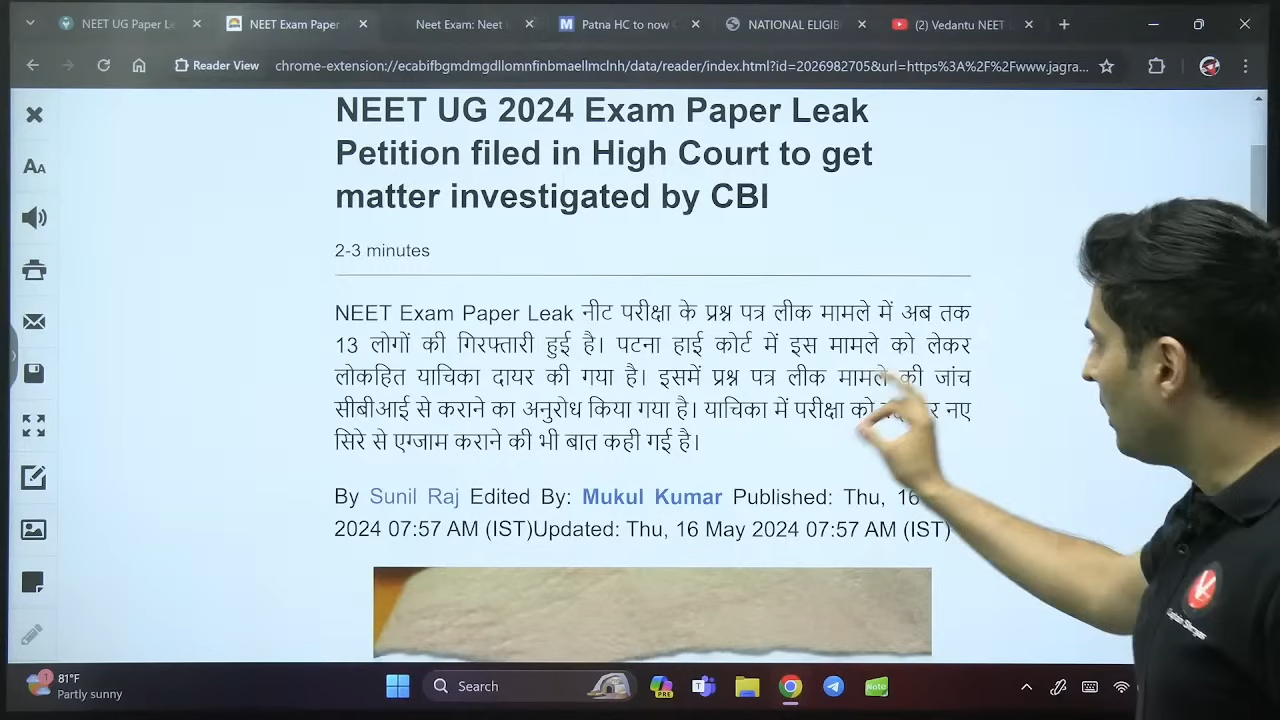 NEET UG Paper Le
NEET Exam Paper
Neet Exam: Neet
Patna HC to now
NATIONAL ELIGIB
(2) Vedantu NEET
Reader View
chrome-extension://ecabifbgmdmgdllomnfinbmaellmclnh/data/reader/index.html?id=2026982705&url=https%3A%2F%2Fwww.jagra...
NEET UG 2024 Exam Paper Leak
Petition filed in High Court to get
matter investigated by CBI
2-3 minutes
NEET Exam Paper Leak नीट परीक्षा के प्रश्न पत्र लीक मामले में अब तक
13 लोगों की गिरफ्तारी हुई है। पटना हाई कोर्ट में इस मामले को लेकर
लोकहित याचिका दायर की गया है। इसमें प्रश्न पत्र लीक मामले की जांच
सीबीआई से कराने का अनुरोध किया गया है। याचिका में परीक्षा को नए
सिरे से एग्जाम कराने की भी बात कही गई है।
By Sunil Raj Edited By: Mukul Kumar Published: Thu, 16
2024 07:57 AM (IST)Updated: Thu, 16 May 2024 07:57 AM (IST)
81°F
Partly sunny
Search
PRE
Note